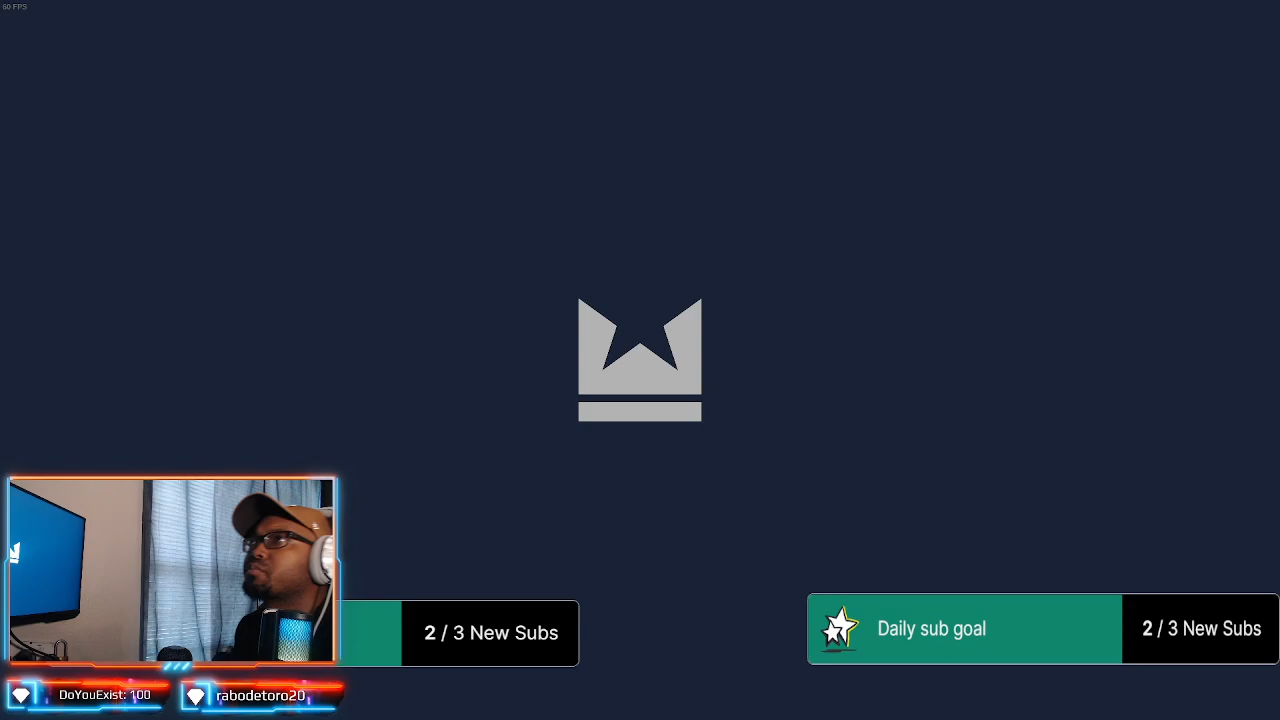 60 FPS
2 / 3 New Subs
Daily sub goal
2 / 3 New Subs
DoYouExist: 100
rabodetoro20